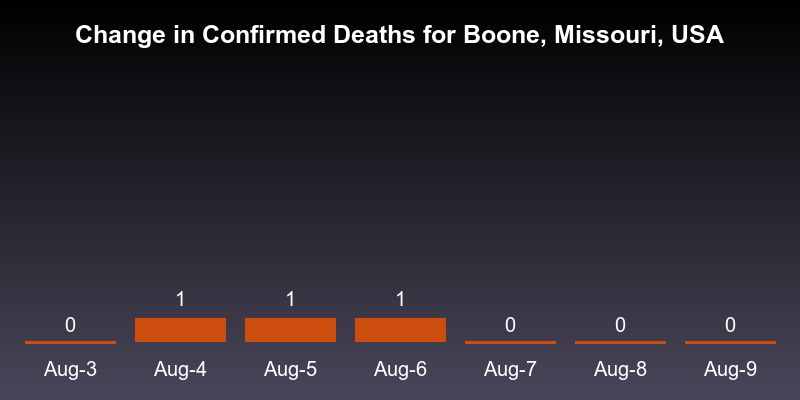 Change in Confirmed Deaths for Boone, Missouri, USA
0 1 1 1 0 0 0
Aug-3 Aug-4 Aug-5 Aug-6 Aug-7 Aug-8 Aug-9